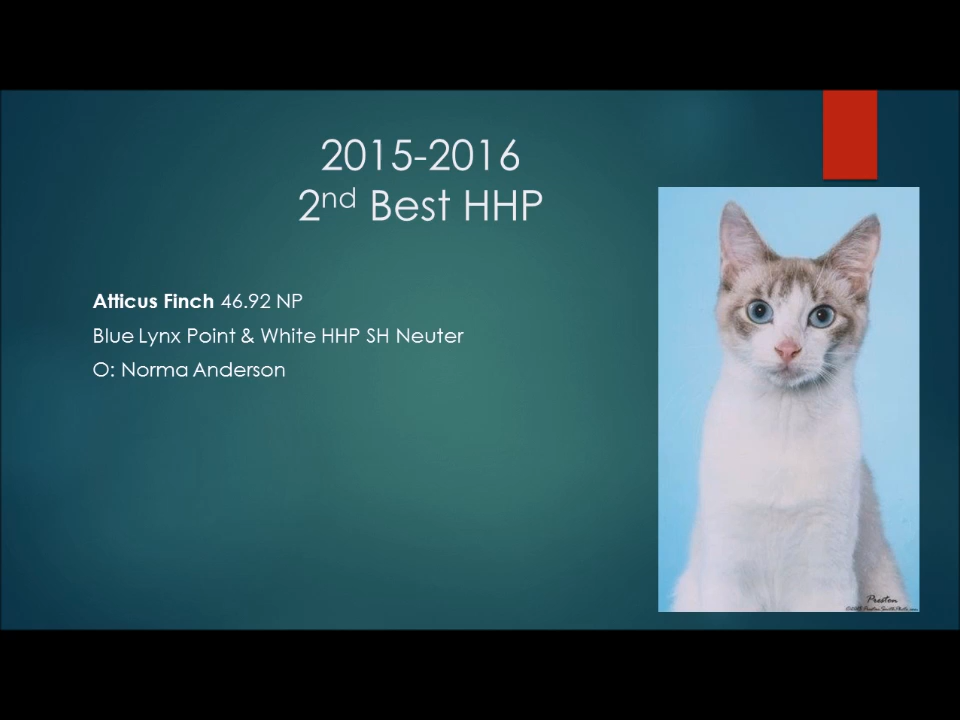 2015-2016
2nd Best HHP
Atticus Finch 46.92 NP
Blue Lynx Point & White HHP SH Neuter
O: Norma Anderson
Preston